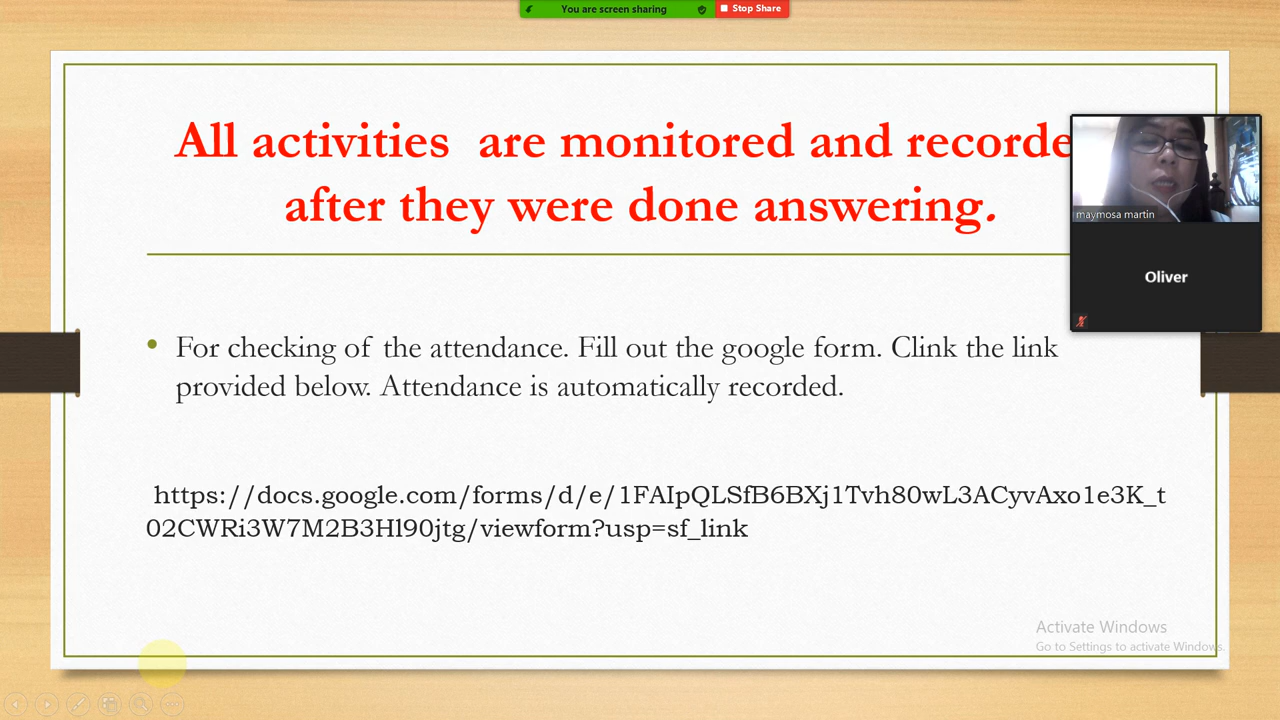 You are screen sharing
Stop Share
All activities are monitored and recorde
after they were done answering.
maymosa martin
Oliver
• For checking of the attendance. Fill out the google form. Clink the link
provided below. Attendance is automatically recorded.
https://docs.google.com/forms/d/e/1FAIpQLSfB6BXj1Tvh80wL3ACyvAxo1e3K_t
02CWRi3W7M2B3Hl90jtg/viewform?usp=sf_link
Activate Windows
Go to Settings to activate Windows.